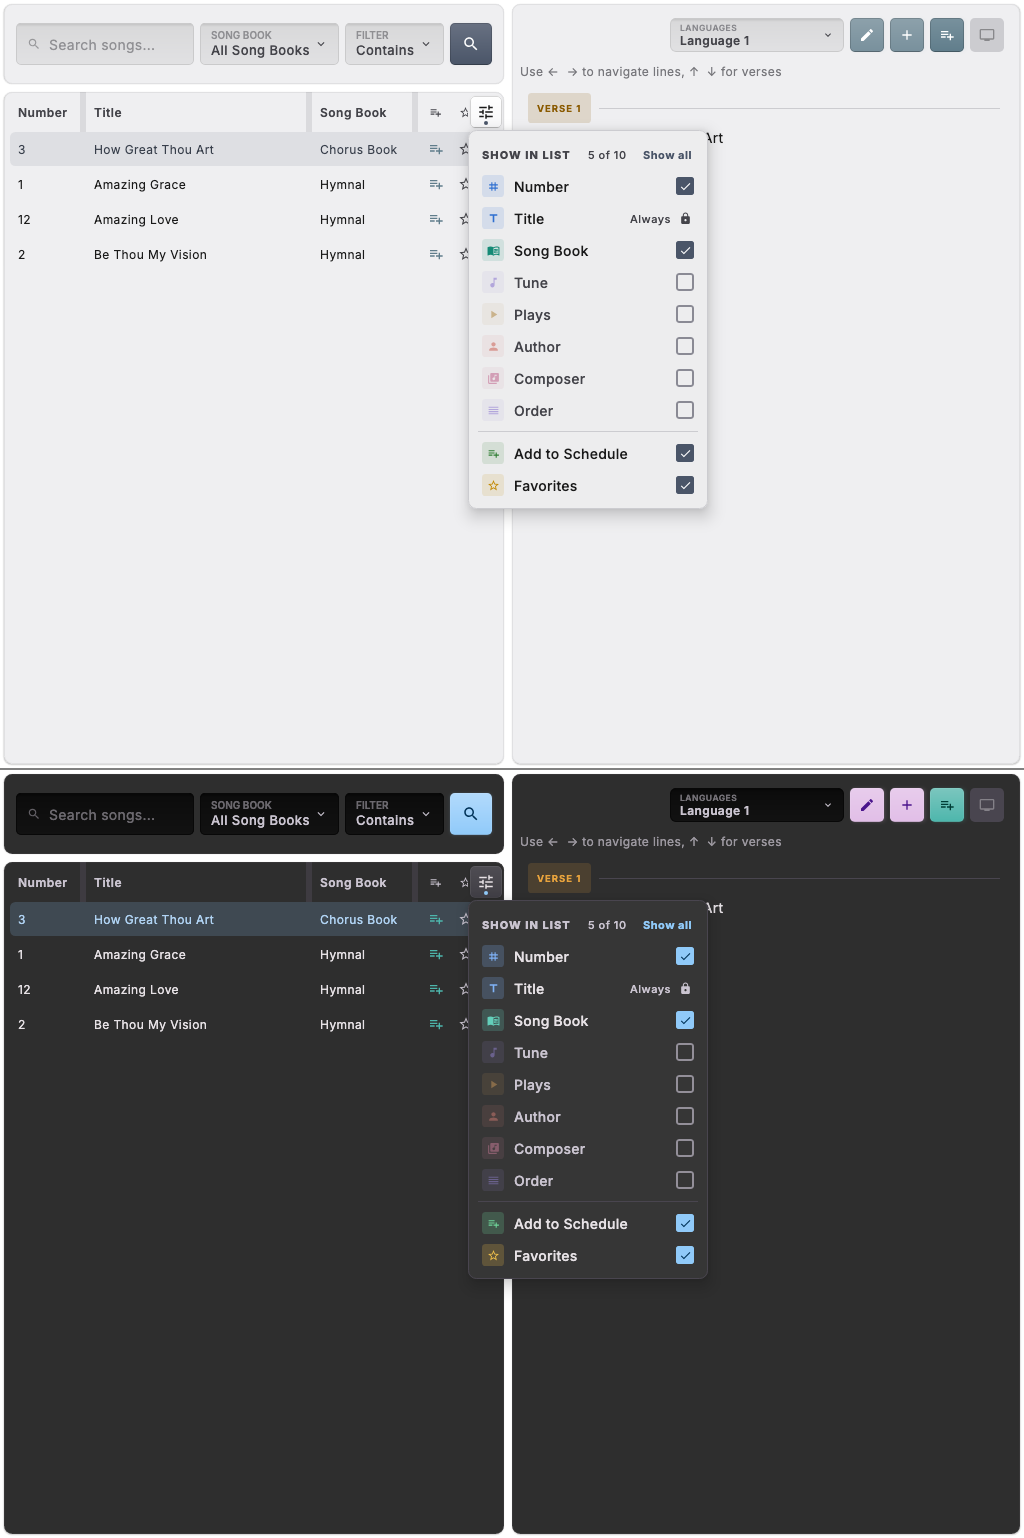 Search songs...
SONG BOOK
All Song Books
FILTER
Contains
LANGUAGES
Language 1
Use ← → to navigate lines, ↑ ↓ for verses
Number Title Song Book
VERSE 1
3 How Great Thou Art Chorus Book
Art
1 Amazing Grace Hymnal
12 Amazing Love Hymnal
2 Be Thou My Vision Hymnal
SHOW IN LIST 5 of 10 Show all
Number
Title Always
Song Book
Tune
Plays
Author
Composer
Order
Add to Schedule
Favorites
Search songs...
SONG BOOK
All Song Books
FILTER
Contains
LANGUAGES
Language 1
Use ← → to navigate lines, ↑ ↓ for verses
Number Title Song Book
VERSE 1
3 How Great Thou Art Chorus Book
Art
1 Amazing Grace Hymnal
12 Amazing Love Hymnal
2 Be Thou My Vision Hymnal
SHOW IN LIST 5 of 10 Show all
Number
Title Always
Song Book
Tune
Plays
Author
Composer
Order
Add to Schedule
Favorites